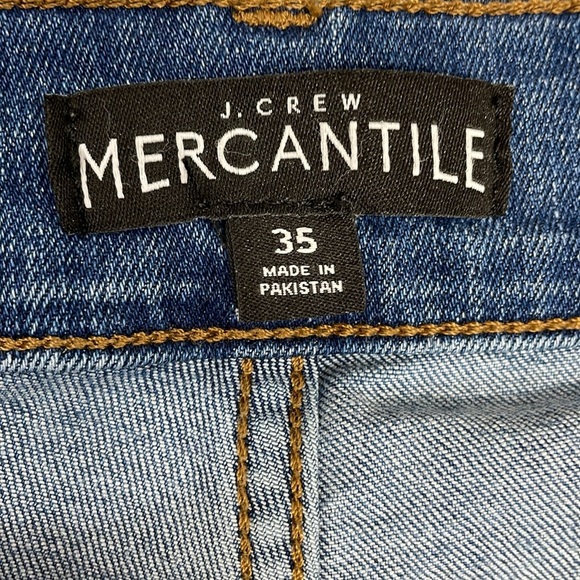 J. CREW
MERCANTILE
35
MADE IN
PAKISTAN